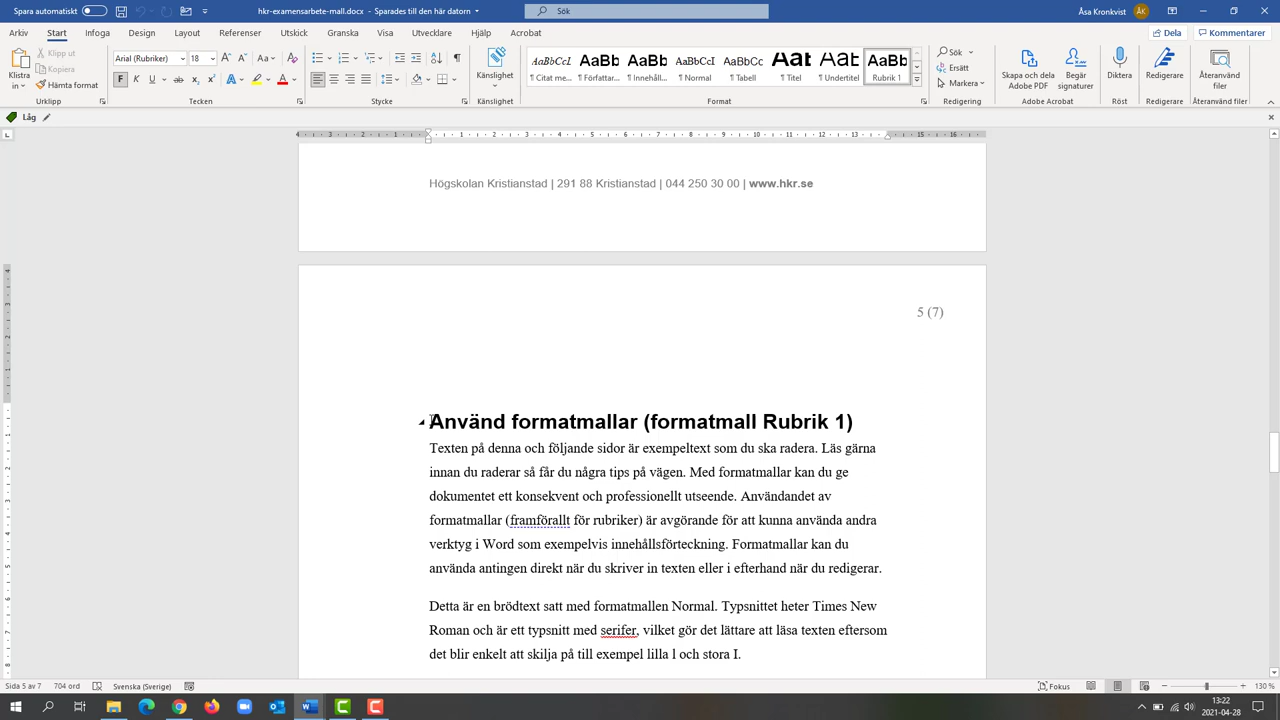 Spara automatiskt
hkr-examensarbete-mall.docx - Sparades till den här datorn
Sök
Åsa Kronkvist
ÅK
Arkiv Start Infoga Design Layout Referenser Utskick Granska Visa Utvecklare Hjälp Acrobat Dela Kommentarer
Klistra in
Klipp ut
Kopiera
Hämta format
Urklipp
Arial (Rubriker)
18
Tecken
Stycke
Känslighet
Känslighet
AaBbCcL AaBb AaBb AaBbCcI AaBbCc AaB AaB AaBb
¶ Citat me... ¶ Författar... ¶ Innehåll... ¶ Normal ¶ Tabell ¶ Titel ¶ Undertitel Rubrik 1
Format
Sök
Ersätt
Markera
Redigering
Skapa och dela Adobe PDF
Begär signaturer
Adobe Acrobat
Diktera
Röst
Redigerare
Redigerare
Återanvänd filer
Återanvänd filer
Låg
Högskolan Kristianstad | 291 88 Kristianstad | 044 250 30 00 | www.hkr.se
5 (7)
Använd formatmallar (formatmall Rubrik 1)
Texten på denna och följande sidor är exempeltext som du ska radera. Läs gärna
innan du raderar så får du några tips på vägen. Med formatmallar kan du ge
dokumentet ett konsekvent och professionellt utseende. Användandet av
formatmallar (framförallt för rubriker) är avgörande för att kunna använda andra
verktyg i Word som exempelvis innehållsförteckning. Formatmallar kan du
använda antingen direkt när du skriver in texten eller i efterhand när du redigerar.
Detta är en brödtext satt med formatmallen Normal. Typsnittet heter Times New
Roman och är ett typsnitt med serifer, vilket gör det lättare att läsa texten eftersom
det blir enkelt att skilja på till exempel lilla l och stora I.
Sida 5 av 7 704 ord Svenska (Sverige) Fokus 130 %
13:22
2021-04-28